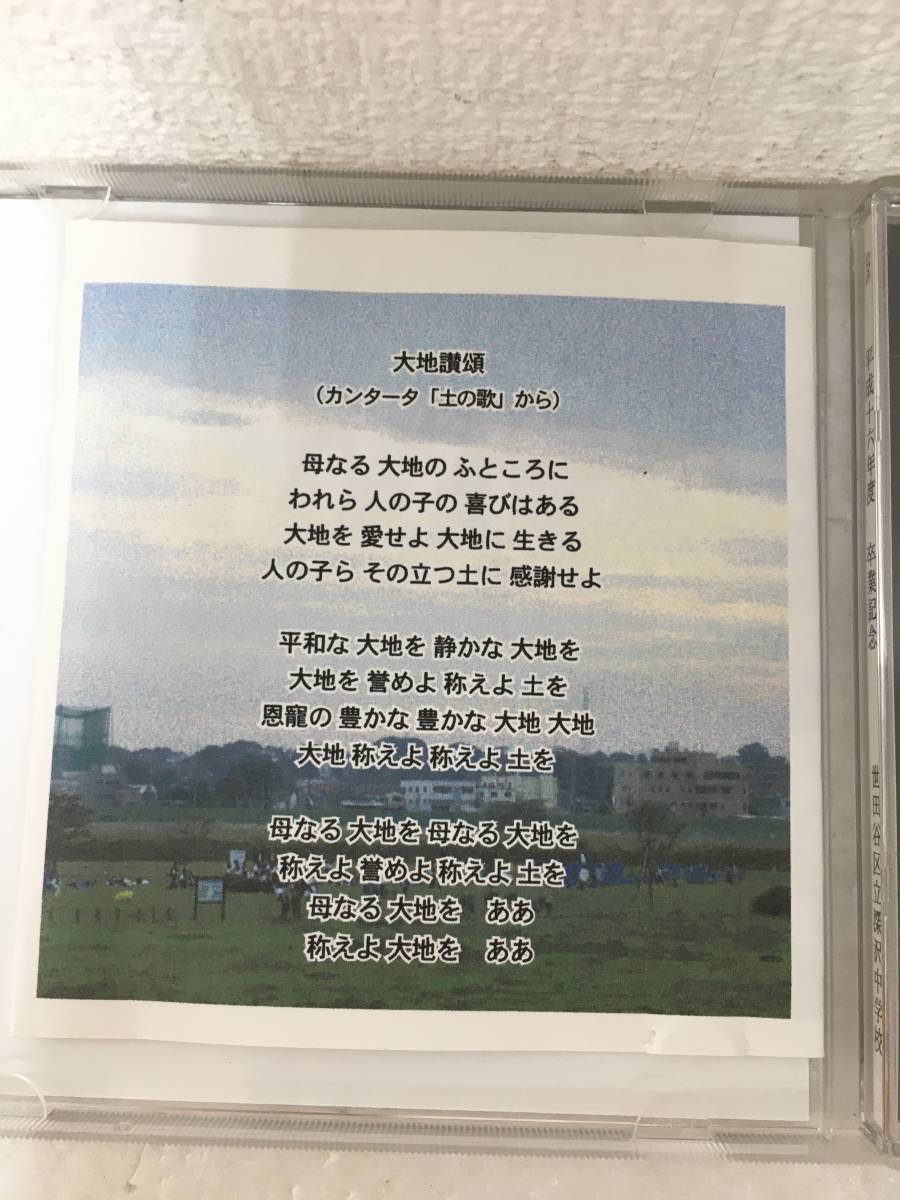 大地讃頌
（カンタータ「土の歌」から）
母なる 大地の ふところに
われら 人の子の 喜びはある
大地を 愛せよ 大地に 生きる
人の子ら その立つ土に 感謝せよ
平和な 大地を 静かな 大地を
大地を 誉めよ 称えよ 土を
恩寵の 豊かな 豊かな 大地 大地
大地 称えよ 称えよ 土を
母なる 大地を 母なる 大地を
称えよ 誉めよ 称えよ 土を
母なる 大地を　ああ
称えよ 大地を　ああ
平成十六年度　卒業記念　世田谷区立深沢中学校